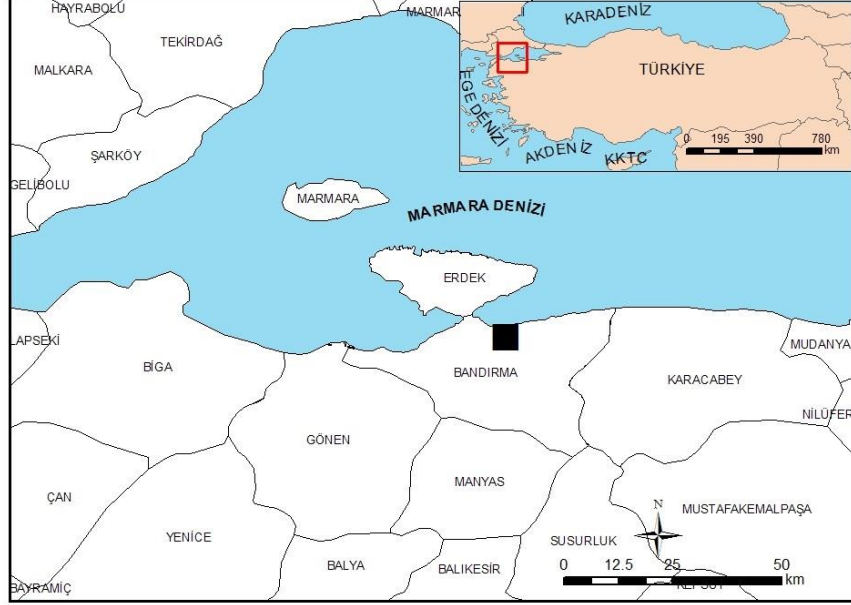 HAYRABOLU
MARMAR
KARADENİZ
TEKİRDAĞ
MALKARA
TÜRKİYE
EGE DENİZİ
0 195 390 780
km
AKDENİZ
KKTC
ŞARKÖY
GELİBOLU
MARMARA
MARMARA DENİZİ
ERDEK
LAPSEKİ
MUDANYA
BİGA
BANDIRMA
KARACABEY
NİLÜFER
GÖNEN
MANYAS
ÇAN
N
MUSTAFAKEMALPAŞA
YENİCE
SUSURLUK
BALYA
BALIKESİR
0 12.5 25 50
km
BAYRAMİÇ